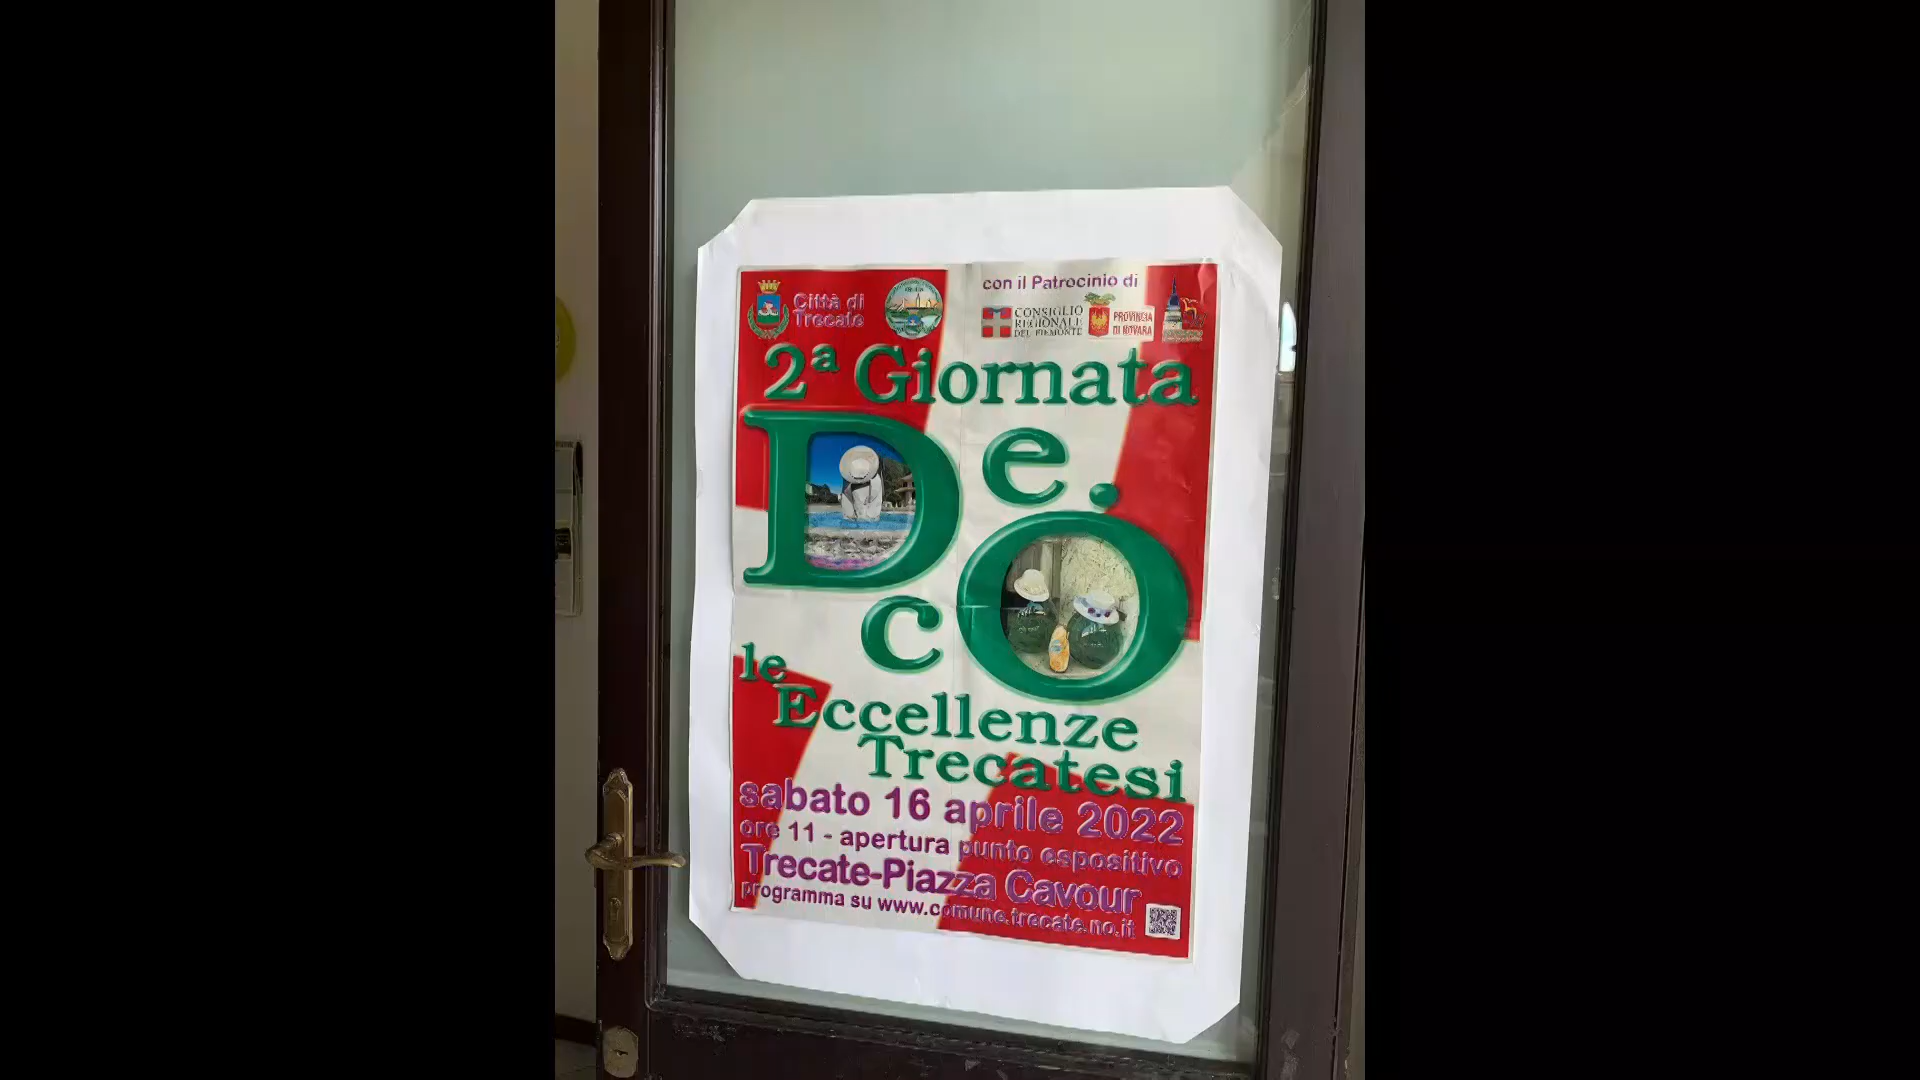 Città di
Trecate
con il Patrocinio di
CONSIGLIO
REGIONALE
DEL PIEMONTE
PROVINCIA
DI NOVARA
2ª Giornata
De.
cO
le
Eccellenze
Trecatesi
sabato 16 aprile 2022
ore 11 - apertura punto espositivo
Trecate-Piazza Cavour
programma su www.comune.trecate.no.it